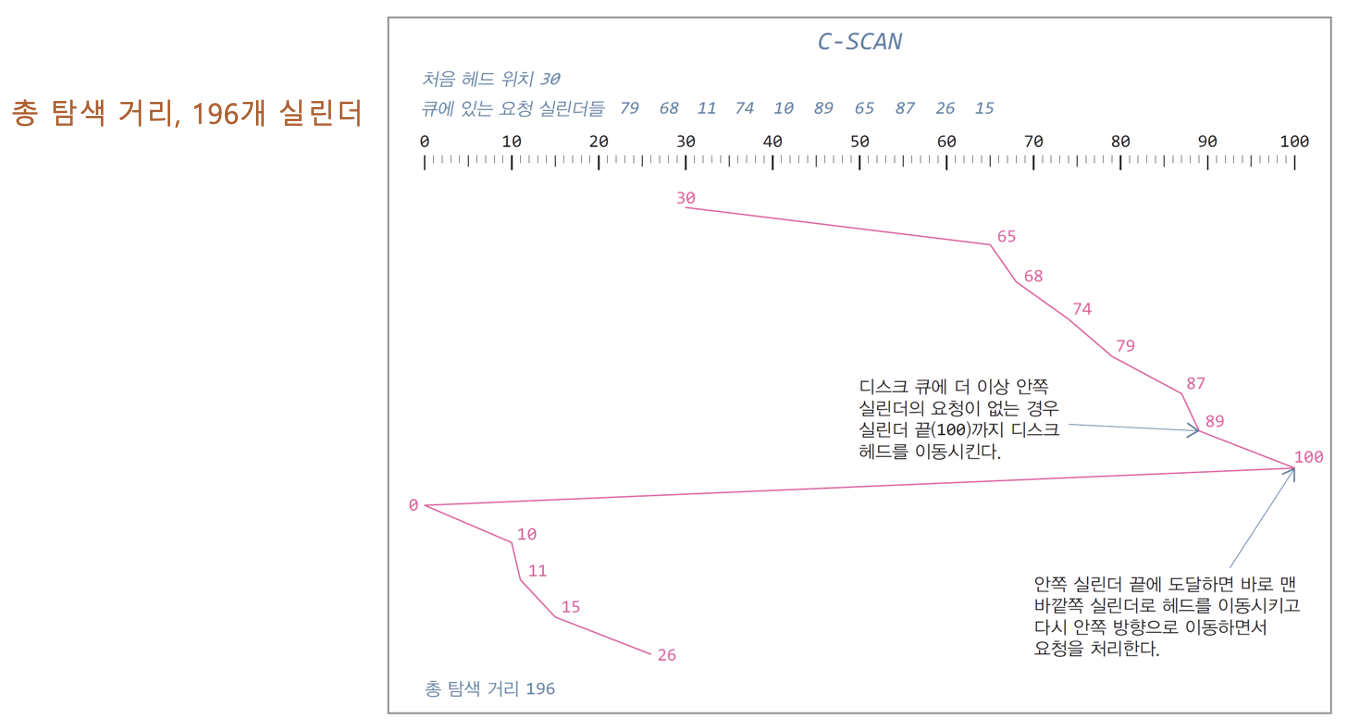 총 탐색 거리, 196개 실린더
C-SCAN
처음 헤드 위치 30
큐에 있는 요청 실린더들 79 68 11 74 10 89 65 87 26 15
0 10 20 30 40 50 60 70 80 90 100
30
65
68
74
79
87
디스크 큐에 더 이상 안쪽
실린더의 요청이 없는 경우
실린더 끝(100)까지 디스크
헤드를 이동시킨다.
89
100
0
10
11
15
26
안쪽 실린더 끝에 도달하면 바로 맨
바깥쪽 실린더로 헤드를 이동시키고
다시 안쪽 방향으로 이동하면서
요청을 처리한다.
총 탐색 거리 196